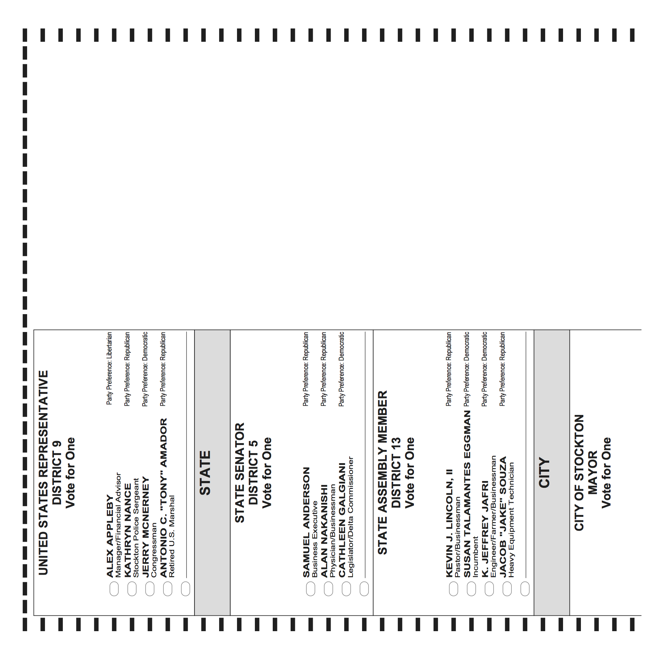 UNITED STATES REPRESENTATIVE
DISTRICT 9
Vote for One
ALEX APPLEBY Party Preference: Libertarian
Manager/Financial Advisor
KATHRYN NANCE Party Preference: Republican
Stockton Police Sergeant
JERRY MCNERNEY Party Preference: Democratic
Congressman
ANTONIO C. "TONY" AMADOR Party Preference: Republican
Retired U.S. Marshal
STATE
STATE SENATOR
DISTRICT 5
Vote for One
SAMUEL ANDERSON Party Preference: Republican
Business Executive
ALAN NAKANISHI Party Preference: Republican
Physician/Businessman
CATHLEEN GALGIANI Party Preference: Democratic
Legislator/Delta Commissioner
STATE ASSEMBLY MEMBER
DISTRICT 13
Vote for One
KEVIN J. LINCOLN, II Party Preference: Republican
Pastor/Businessman
SUSAN TALAMANTES EGGMAN Party Preference: Democratic
Incumbent
K. JEFFREY JAFRI Party Preference: Democratic
Engineer/Farmer/Businessman
JACOB "JAKE" SOUZA Party Preference: Republican
Heavy Equipment Technician
CITY
CITY OF STOCKTON
MAYOR
Vote for One